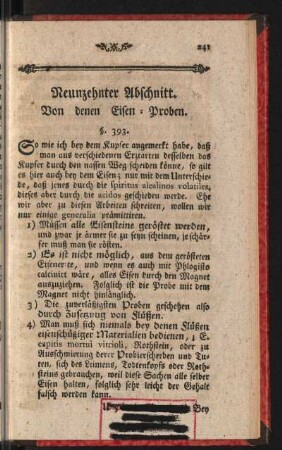 241
Neunzehnter Abschnitt.
Von denen Eisen-Proben.
§. 393.
So wie ich bey dem Kupfer angemerkt habe, daß
man aus verschiedenen Erzarten desselben das
Kupfer durch den nassen Weg scheiden könne, so gilt
es hier auch bey dem Eisen; nur mit dem Unterschie-
de, daß jenes durch die spiritus alcalinos volatiles,
dieses aber durch die acidos geschieden werde. Ehe
wir aber zu diesen Arbeiten schreiten, wollen wir
nur einige generalia prämittiren.
1) Müssen alle Eisensteine geröstet werden,
und zwar je ärmer sie zu seyn scheinen, je schär-
fer muß man sie rösten.
2) Es ist nicht möglich, aus dem gerösteten
Eisenerzte, und wenn es auch mit Phlogisto
calcinirt wäre, alles Eisen durch den Magnet
auszuziehen. Folglich ist die Probe mit dem
Magnet nicht hinlänglich.
3) Die zuverläßigsten Proben geschehen also
durch Zusetzung von Flüßen.
4) Man muß sich niemals bey denen Flüßen
eisenschüßiger Materialien bedienen, z. E.
capitis mortui vitrioli, Rothstein, oder zu
Ausschmierung derer Probierscherben und Tu-
ten, sich des Leimens, Todtenkopfs oder Roth-
steins gebrauchen, weil diese Sachen alle selber
Eisen halten, folglich sehr leicht der Gehalt
falsch werden kann.
Bey